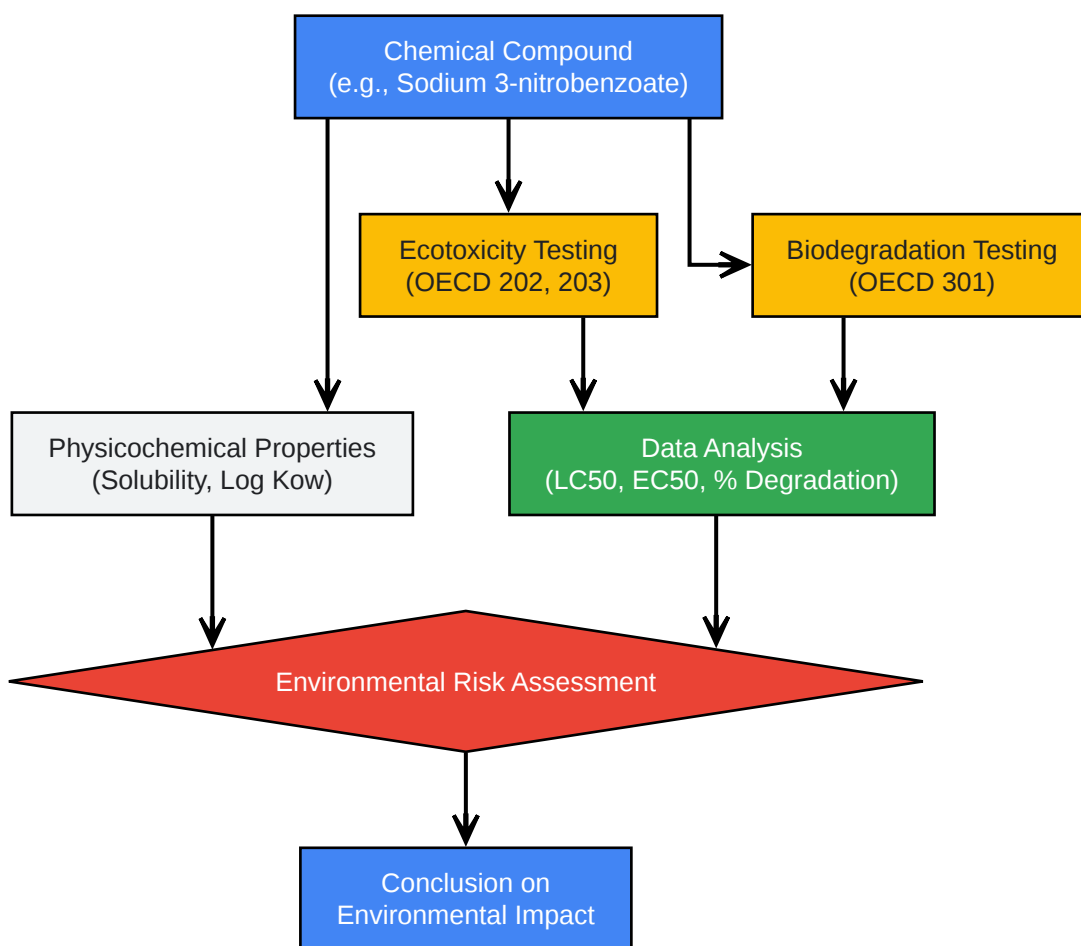 Chemical Compound
(e.g., Sodium 3-nitrobenzoate)
Ecotoxicity Testing
(OECD 202, 203)
Biodegradation Testing
(OECD 301)
Physicochemical Properties
(Solubility, Log Kow)
Data Analysis
(LC50, EC50, % Degradation)
Environmental Risk Assessment
Conclusion on
Environmental Impact